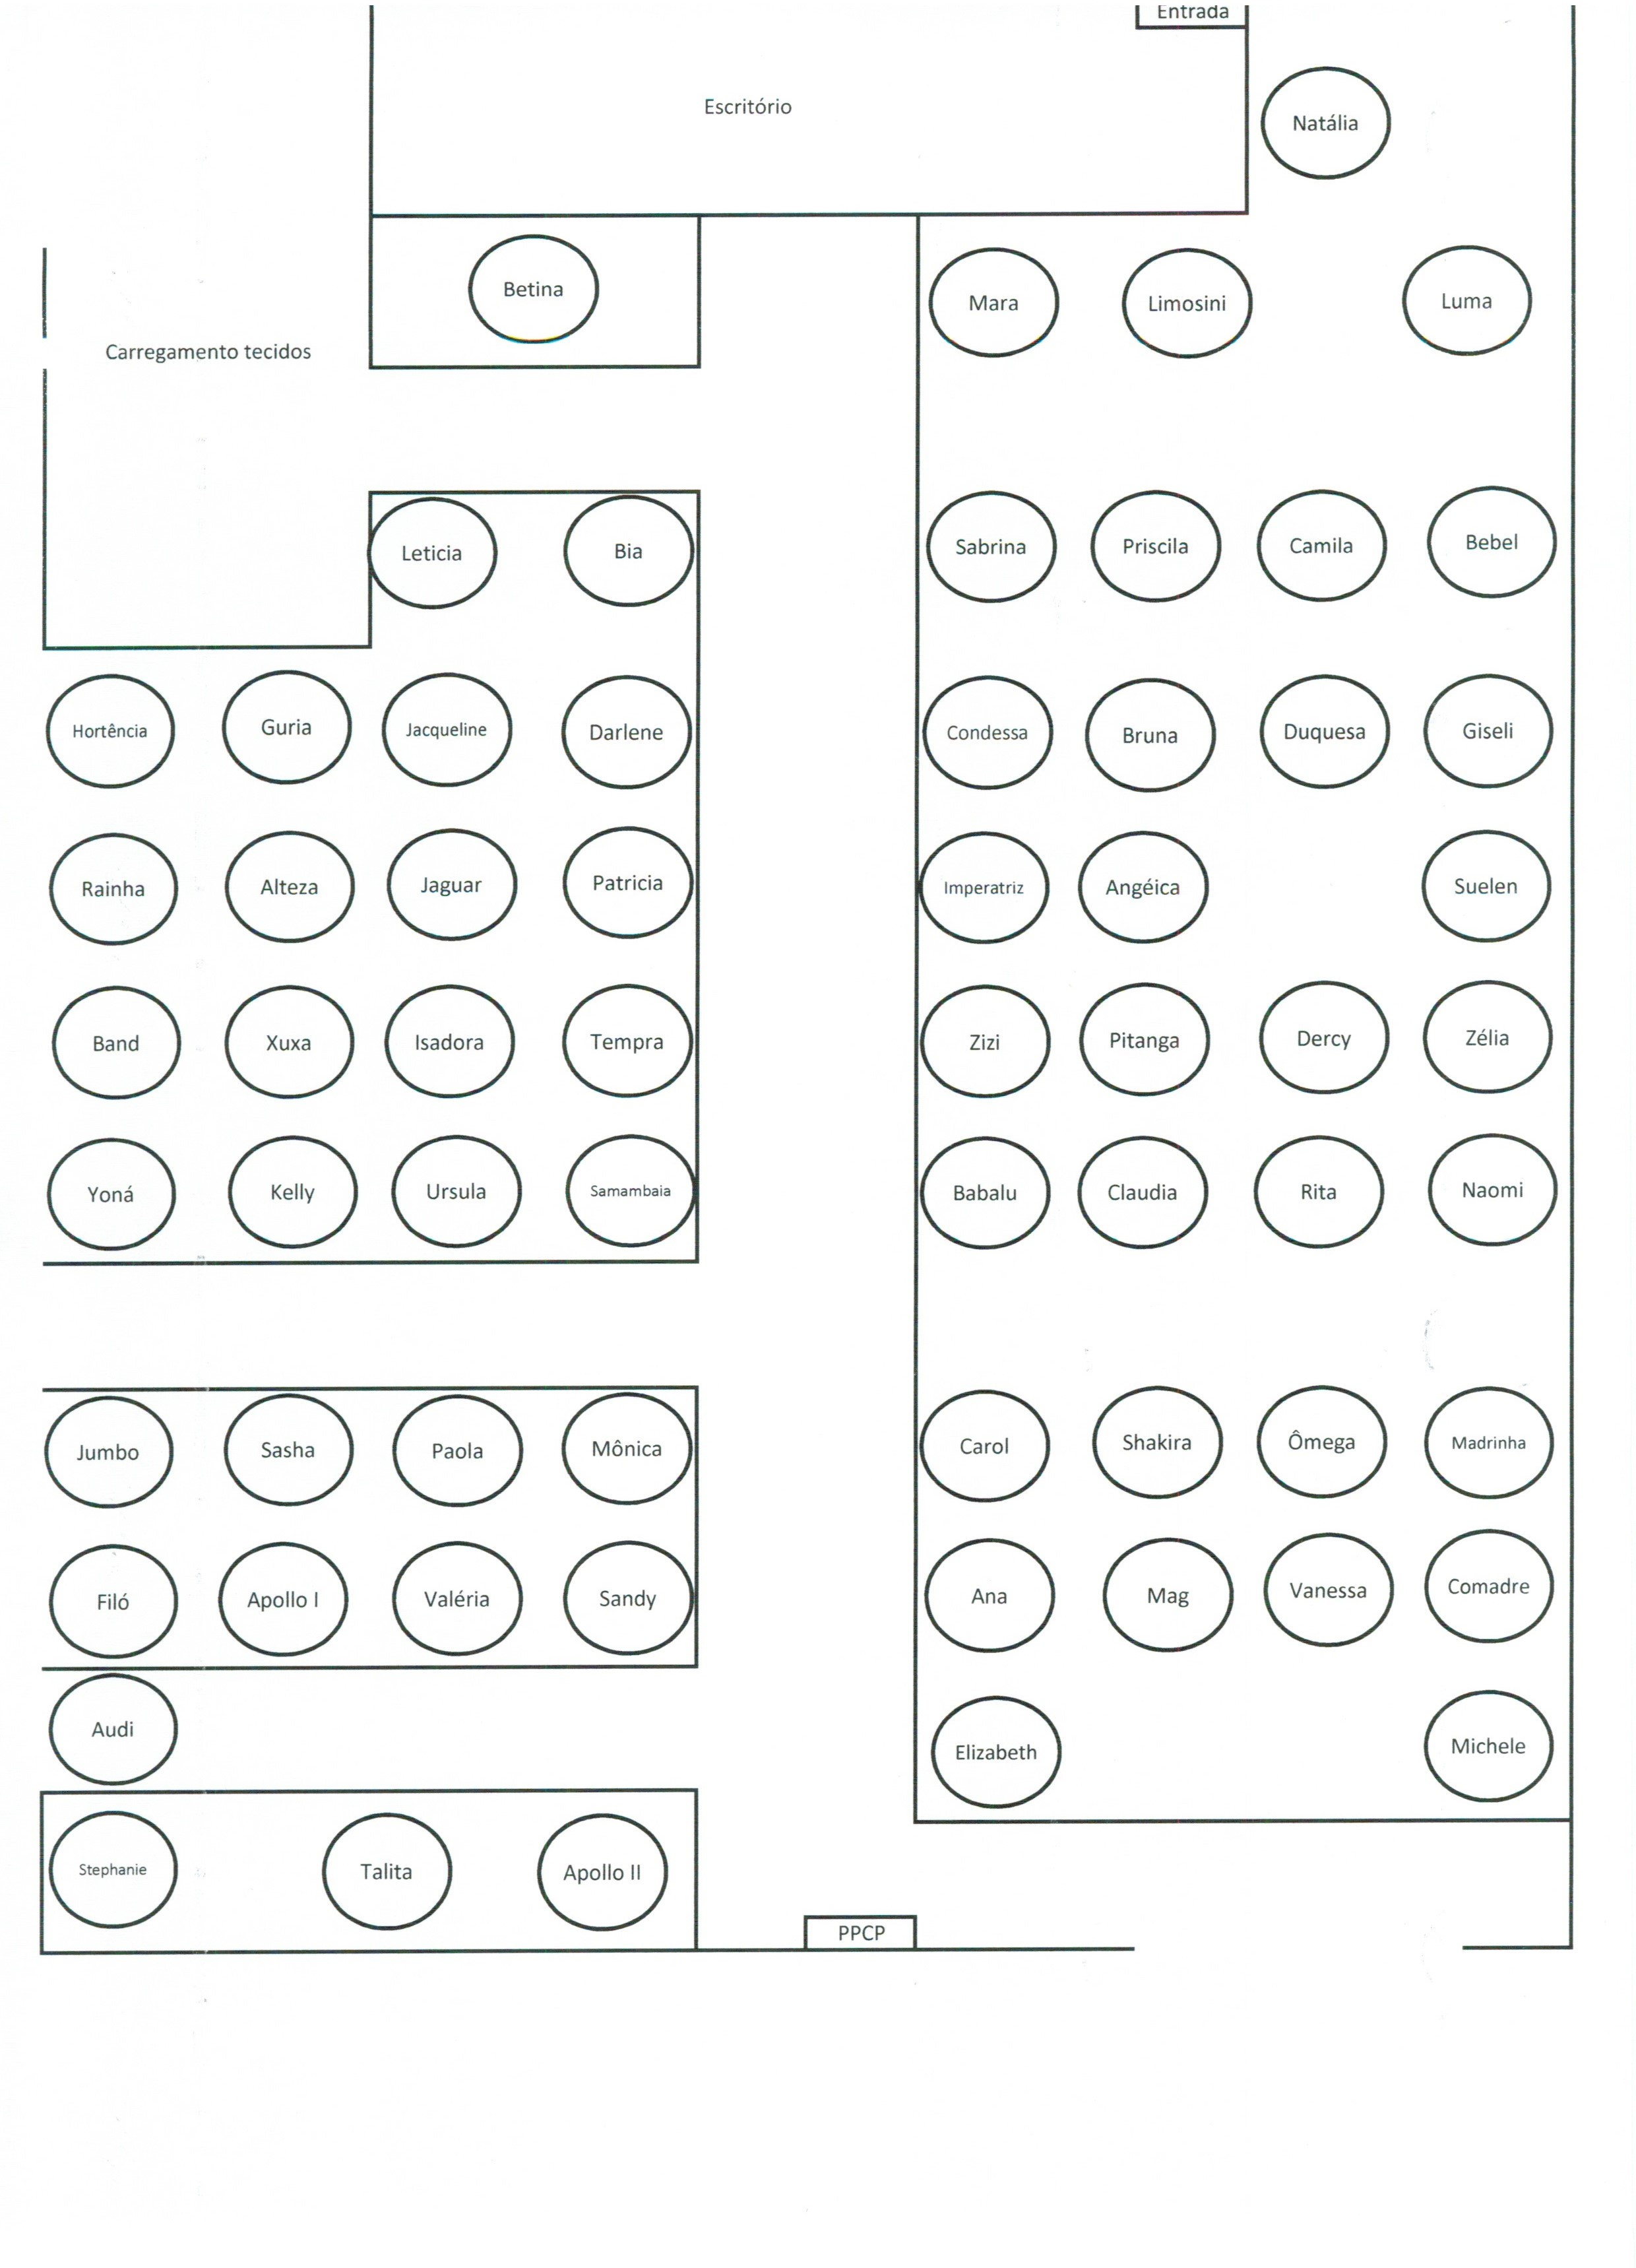 Entrada
Escritório
Natália
Betina
Mara
Limosini
Luma
Carregamento tecidos
Leticia
Bia
Sabrina
Priscila
Camila
Bebel
Hortência
Guria
Jacqueline
Darlene
Condessa
Bruna
Duquesa
Giseli
Rainha
Alteza
Jaguar
Patricia
Imperatriz
Angéica
Suelen
Band
Xuxa
Isadora
Tempra
Zizi
Pitanga
Dercy
Zélia
Yoná
Kelly
Ursula
Samambaia
Babalu
Claudia
Rita
Naomi
Jumbo
Sasha
Paola
Mônica
Carol
Shakira
Ômega
Madrinha
Filó
Apollo I
Valéria
Sandy
Ana
Mag
Vanessa
Comadre
Audi
Elizabeth
Michele
Stephanie
Talita
Apollo II
PPCP